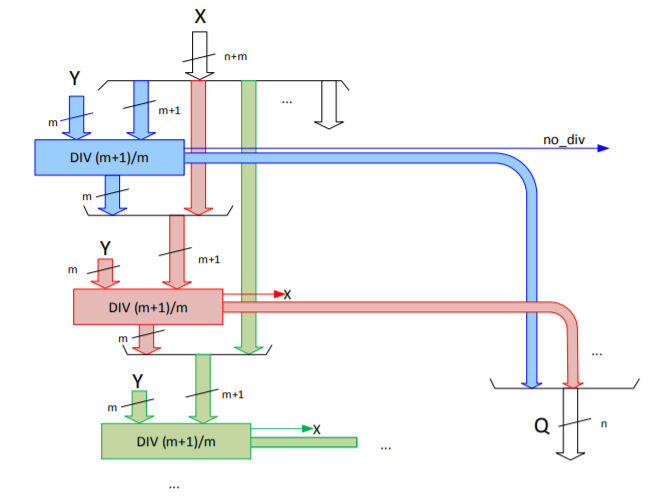 X
n+m
Y
m
m+1
...
no_div
DIV (m+1)/m
m
Y
m
m+1
X
DIV (m+1)/m
m
...
Y
m
m+1
X
Q
n
DIV (m+1)/m
...
...